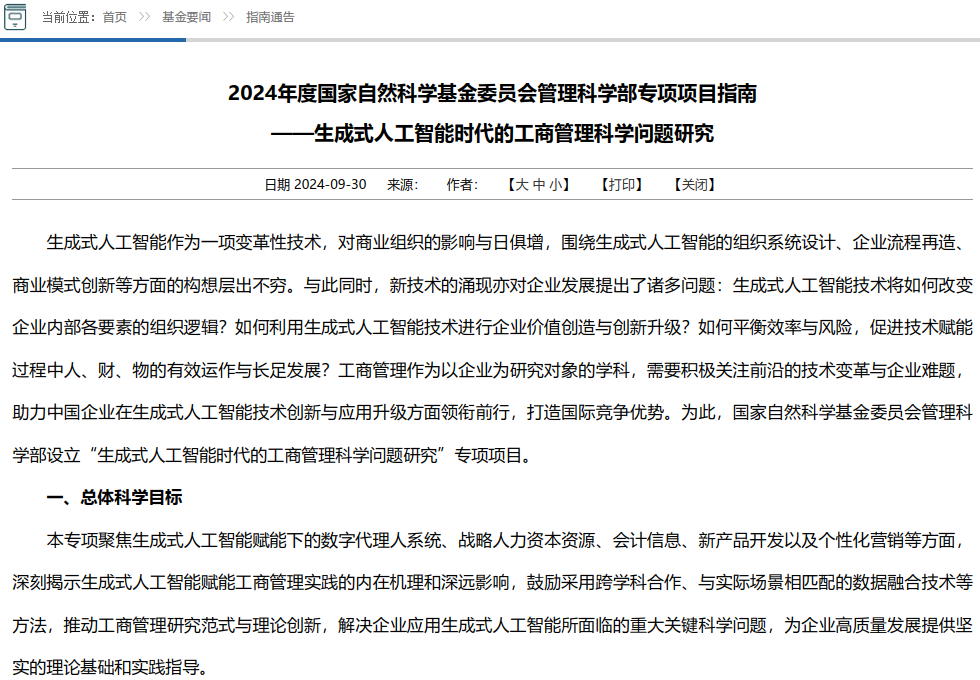 当前位置：首页 >> 基金要闻 >> 指南通告
2024年度国家自然科学基金委员会管理科学部专项项目指南
——生成式人工智能时代的工商管理科学问题研究
日期 2024-09-30 来源： 作者： 【大 中 小】 【打印】 【关闭】
生成式人工智能作为一项变革性技术，对商业组织的影响与日俱增，围绕生成式人工智能的组织系统设计、企业流程再造、
商业模式创新等方面的构想层出不穷。与此同时，新技术的涌现亦对企业发展提出了诸多问题：生成式人工智能技术将如何改变
企业内部各要素的组织逻辑？如何利用生成式人工智能技术进行企业价值创造与创新升级？如何平衡效率与风险，促进技术赋能
过程中人、财、物的有效运作与长足发展？工商管理作为以企业为研究对象的学科，需要积极关注前沿的技术变革与企业难题，
助力中国企业在生成式人工智能技术创新与应用升级方面领衔前行，打造国际竞争优势。为此，国家自然科学基金委员会管理科
学部设立“生成式人工智能时代的工商管理科学问题研究”专项项目。
一、总体科学目标
本专项聚焦生成式人工智能赋能下的数字代理人系统、战略人力资本资源、会计信息、新产品开发以及个性化营销等方面，
深刻揭示生成式人工智能赋能工商管理实践的内在机理和深远影响，鼓励采用跨学科合作、与实际场景相匹配的数据融合技术等
方法，推动工商管理研究范式与理论创新，解决企业应用生成式人工智能所面临的重大关键科学问题，为企业高质量发展提供坚
实的理论基础和实践指导。